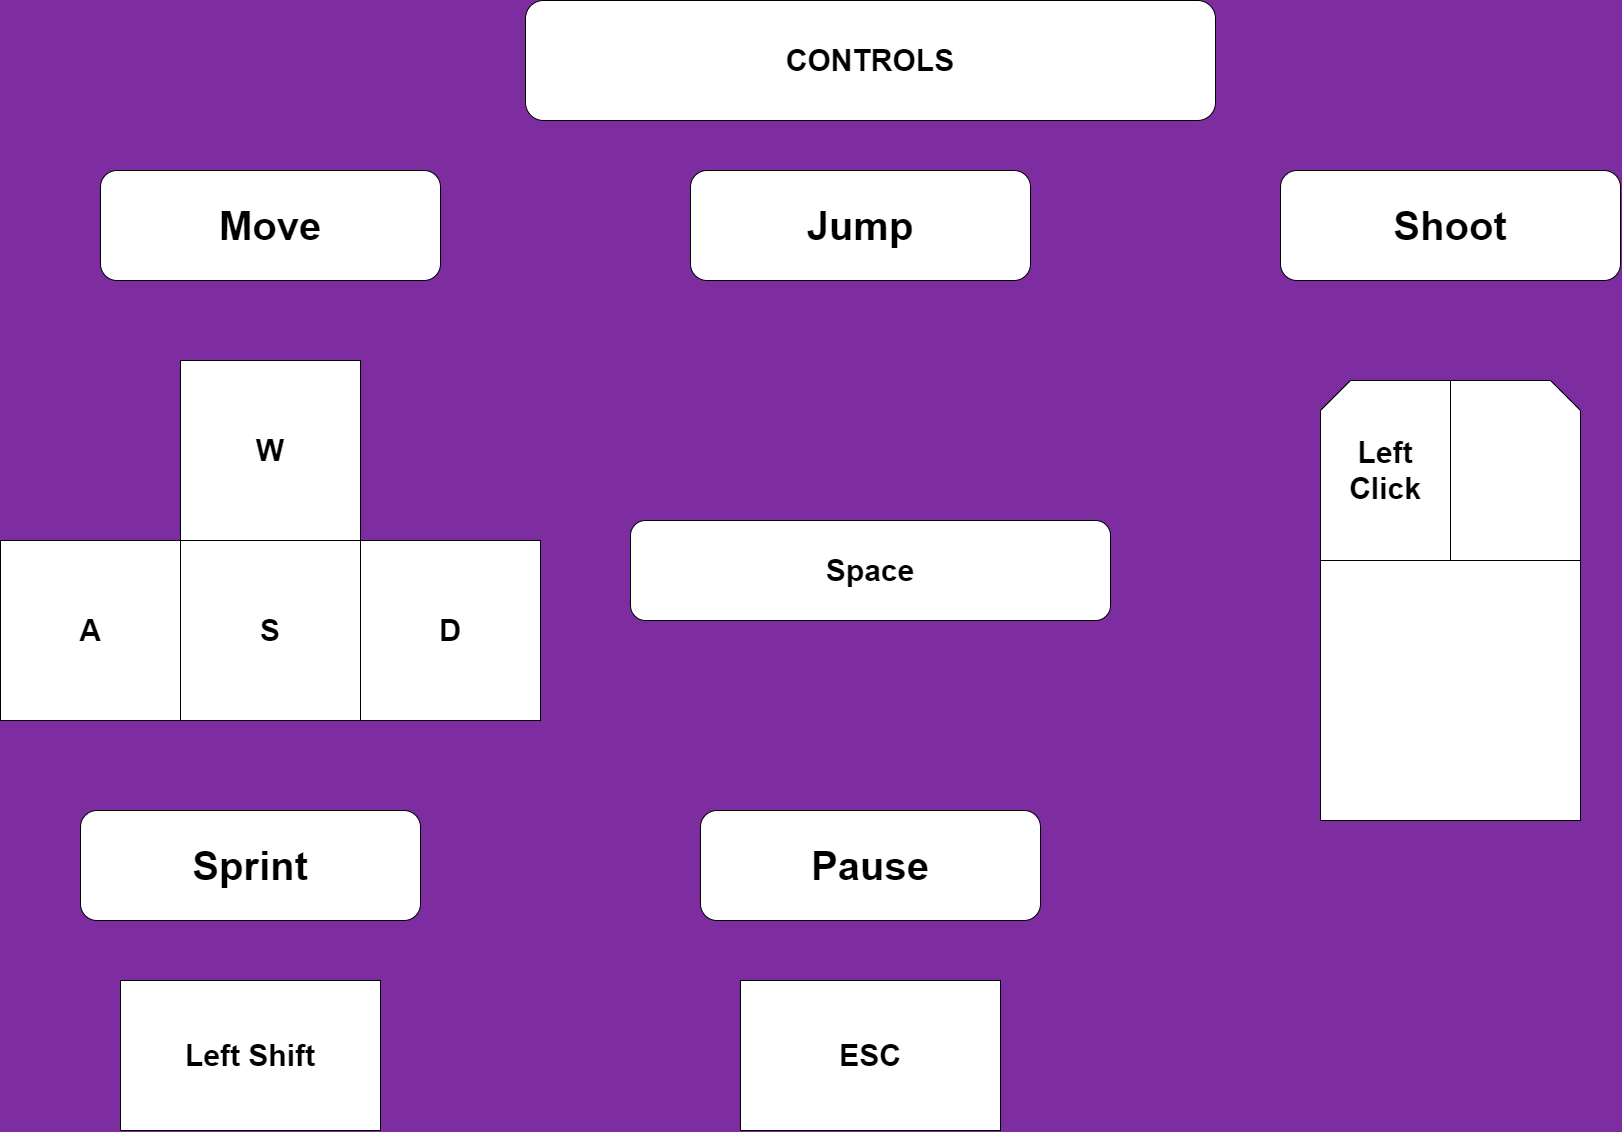 CONTROLS
Move
Jump
Shoot
W
Left
Click
Space
A
S
D
Sprint
Pause
Left Shift
ESC